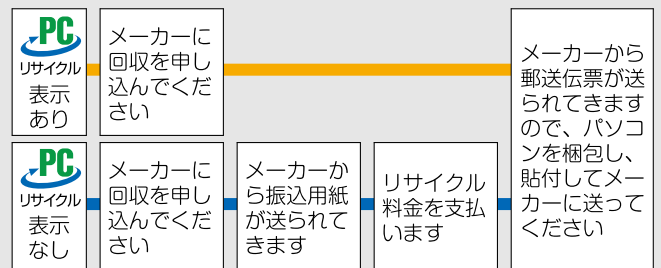 PC
リサイクル
表示
あり
メーカーに
回収を申し
込んでくだ
さい
PC
リサイクル
表示
なし
メーカーに
回収を申し
込んでくだ
さい
メーカーか
ら振込用紙
が送られて
きます
リサイクル
料金を支払
います
メーカーから
郵送伝票が送
られてきます
ので、パソコ
ンを梱包し、
貼付してメー
カーに送って
ください